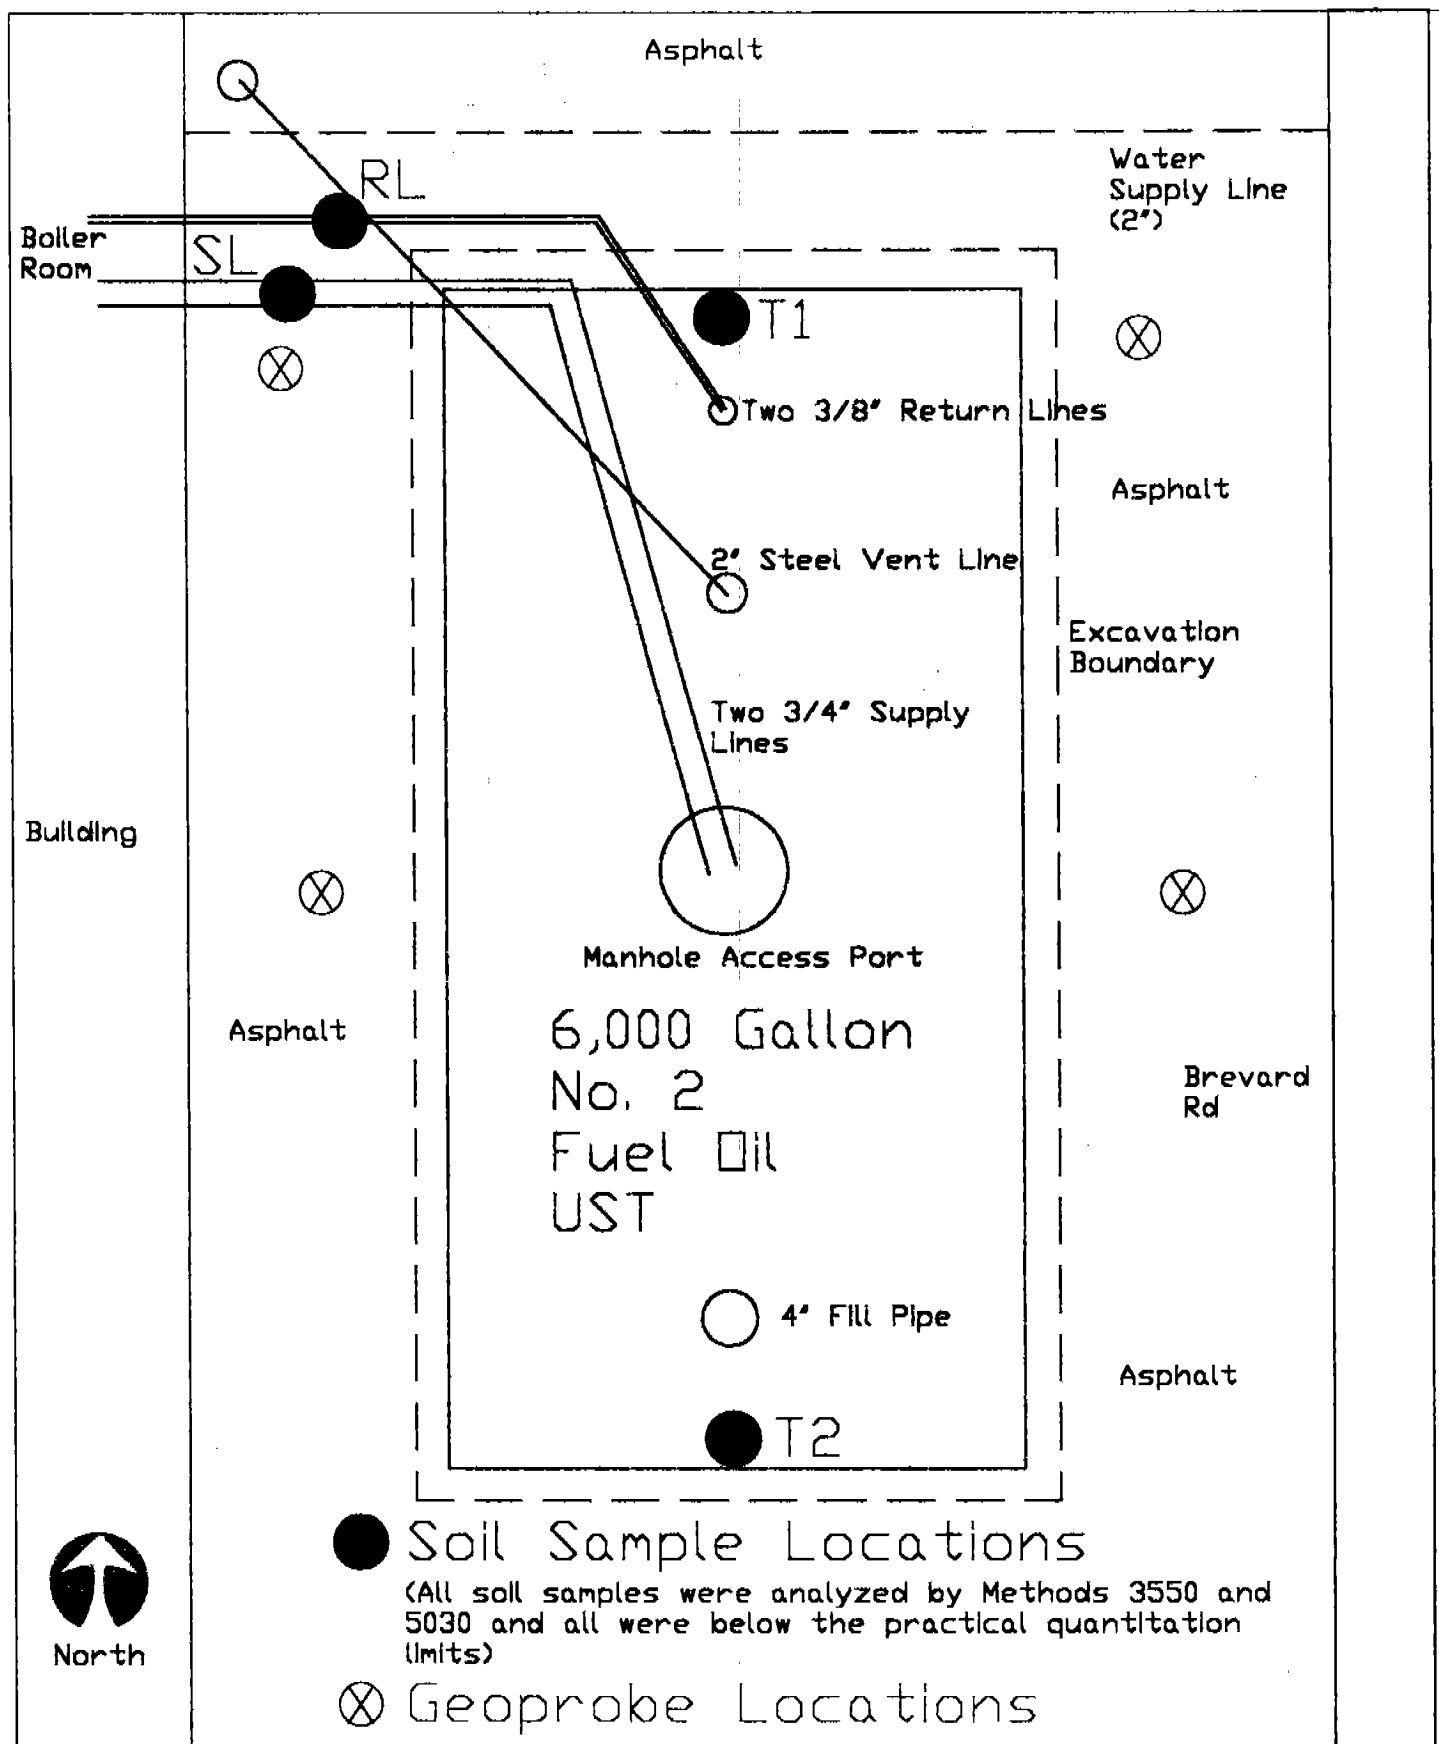 Asphalt
Water
Supply Line
(2")
RL
Boiler
Room
SL
T1
Two 3/8" Return Lines
Asphalt
2" Steel Vent Line
Excavation
Boundary
Two 3/4" Supply
Lines
Building
Manhole Access Port
Asphalt
6,000 Gallon
No. 2
Fuel Oil
UST
Brevard
Rd
4" Fill Pipe
Asphalt
T2
Soil Sample Locations
(All soil samples were analyzed by Methods 3550 and
5030 and all were below the practical quantitation
limits)
North
Geoprobe Locations